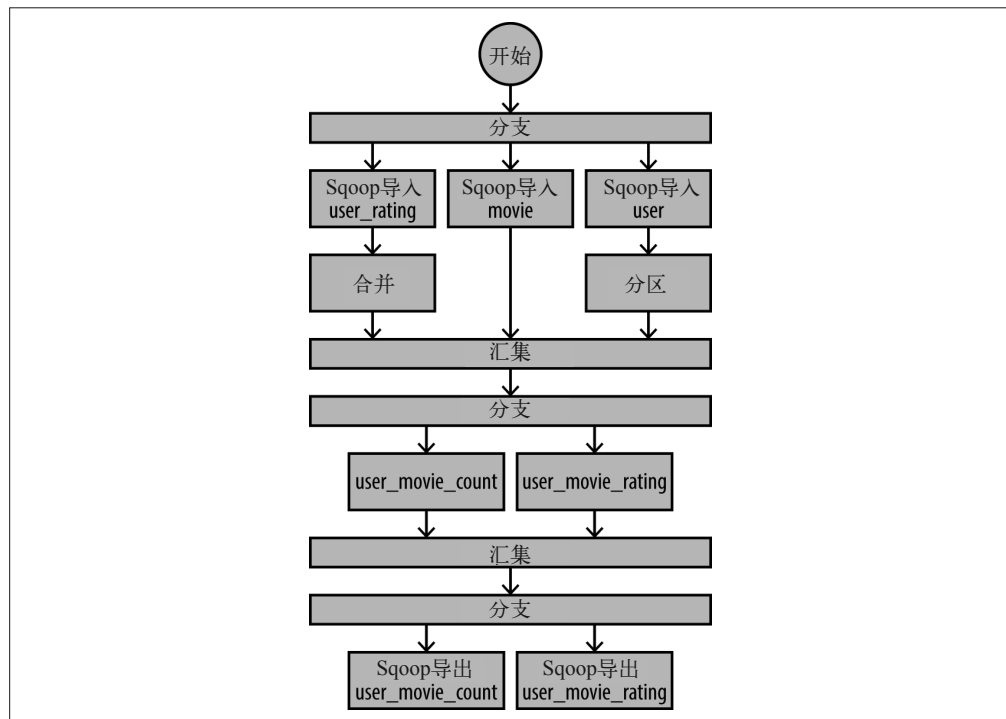 开始
分支
Sqoop导入
user_rating
Sqoop导入
movie
Sqoop导入
user
合并
分区
汇集
分支
user_movie_count
user_movie_rating
汇集
分支
Sqoop导出
user_movie_count
Sqoop导出
user_movie_rating